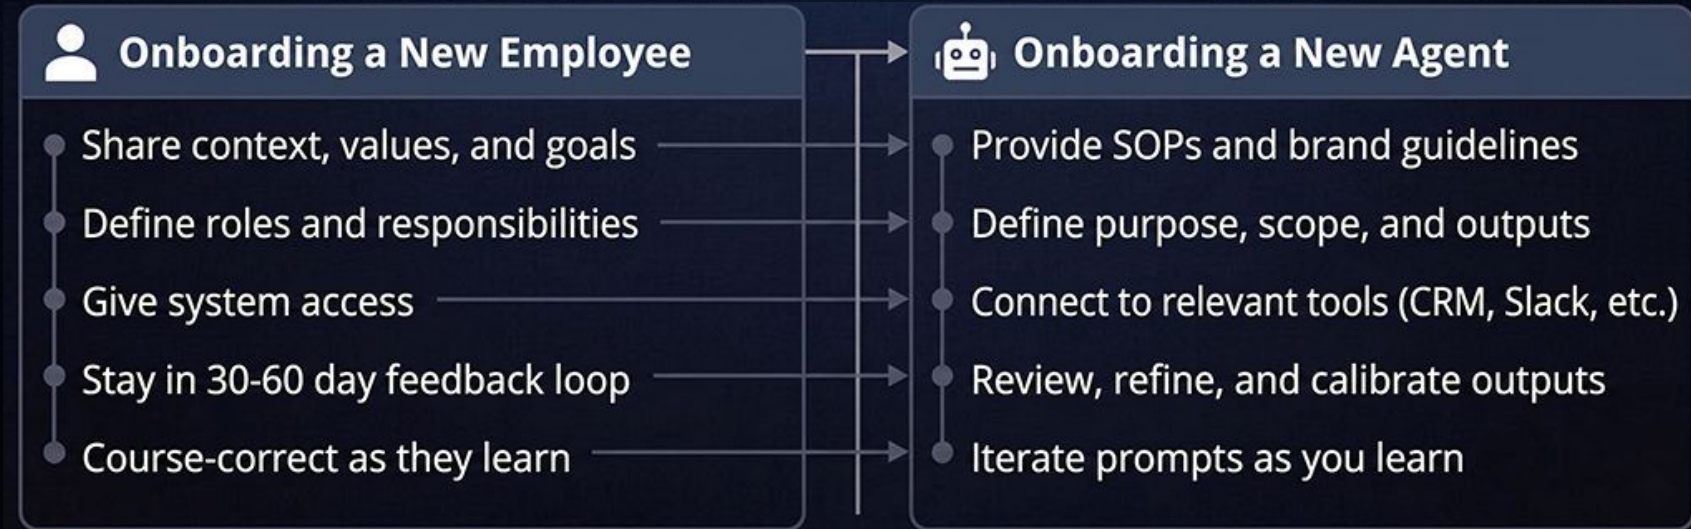 Onboarding a New Employee
Share context, values, and goals
Define roles and responsibilities
Give system access
Stay in 30-60 day feedback loop
Course-correct as they learn
Onboarding a New Agent
Provide SOPs and brand guidelines
Define purpose, scope, and outputs
Connect to relevant tools (CRM, Slack, etc.)
Review, refine, and calibrate outputs
Iterate prompts as you learn